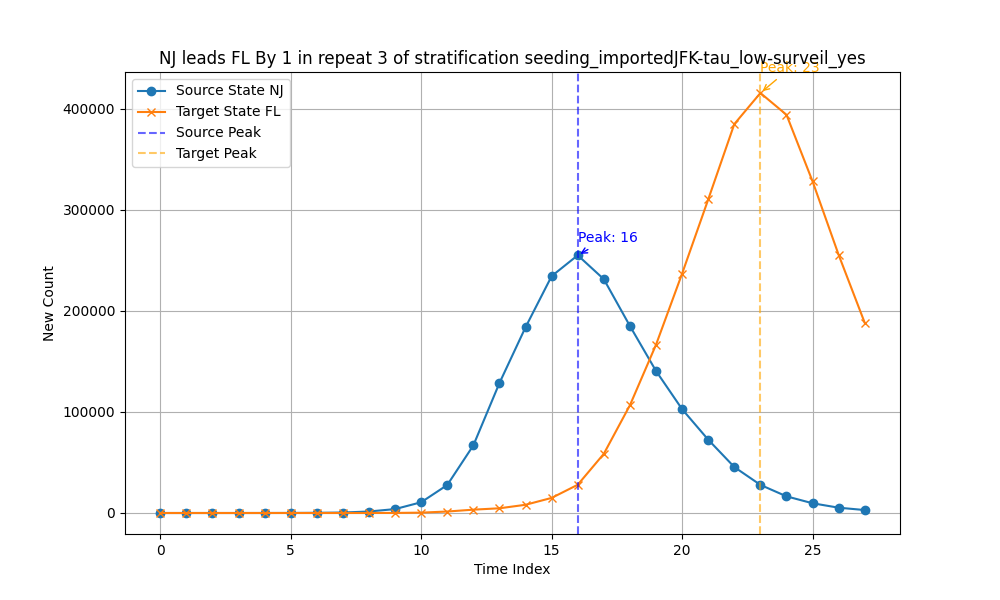 NJ leads FL By 1 in repeat 3 of stratification seeding_importedJFK-tau_low-surveil_yes
Peak: 23
Source State NJ
Target State FL
Source Peak
Target Peak
Peak: 16
400000
300000
200000
100000
0
New Count
0 5 10 15 20 25
Time Index